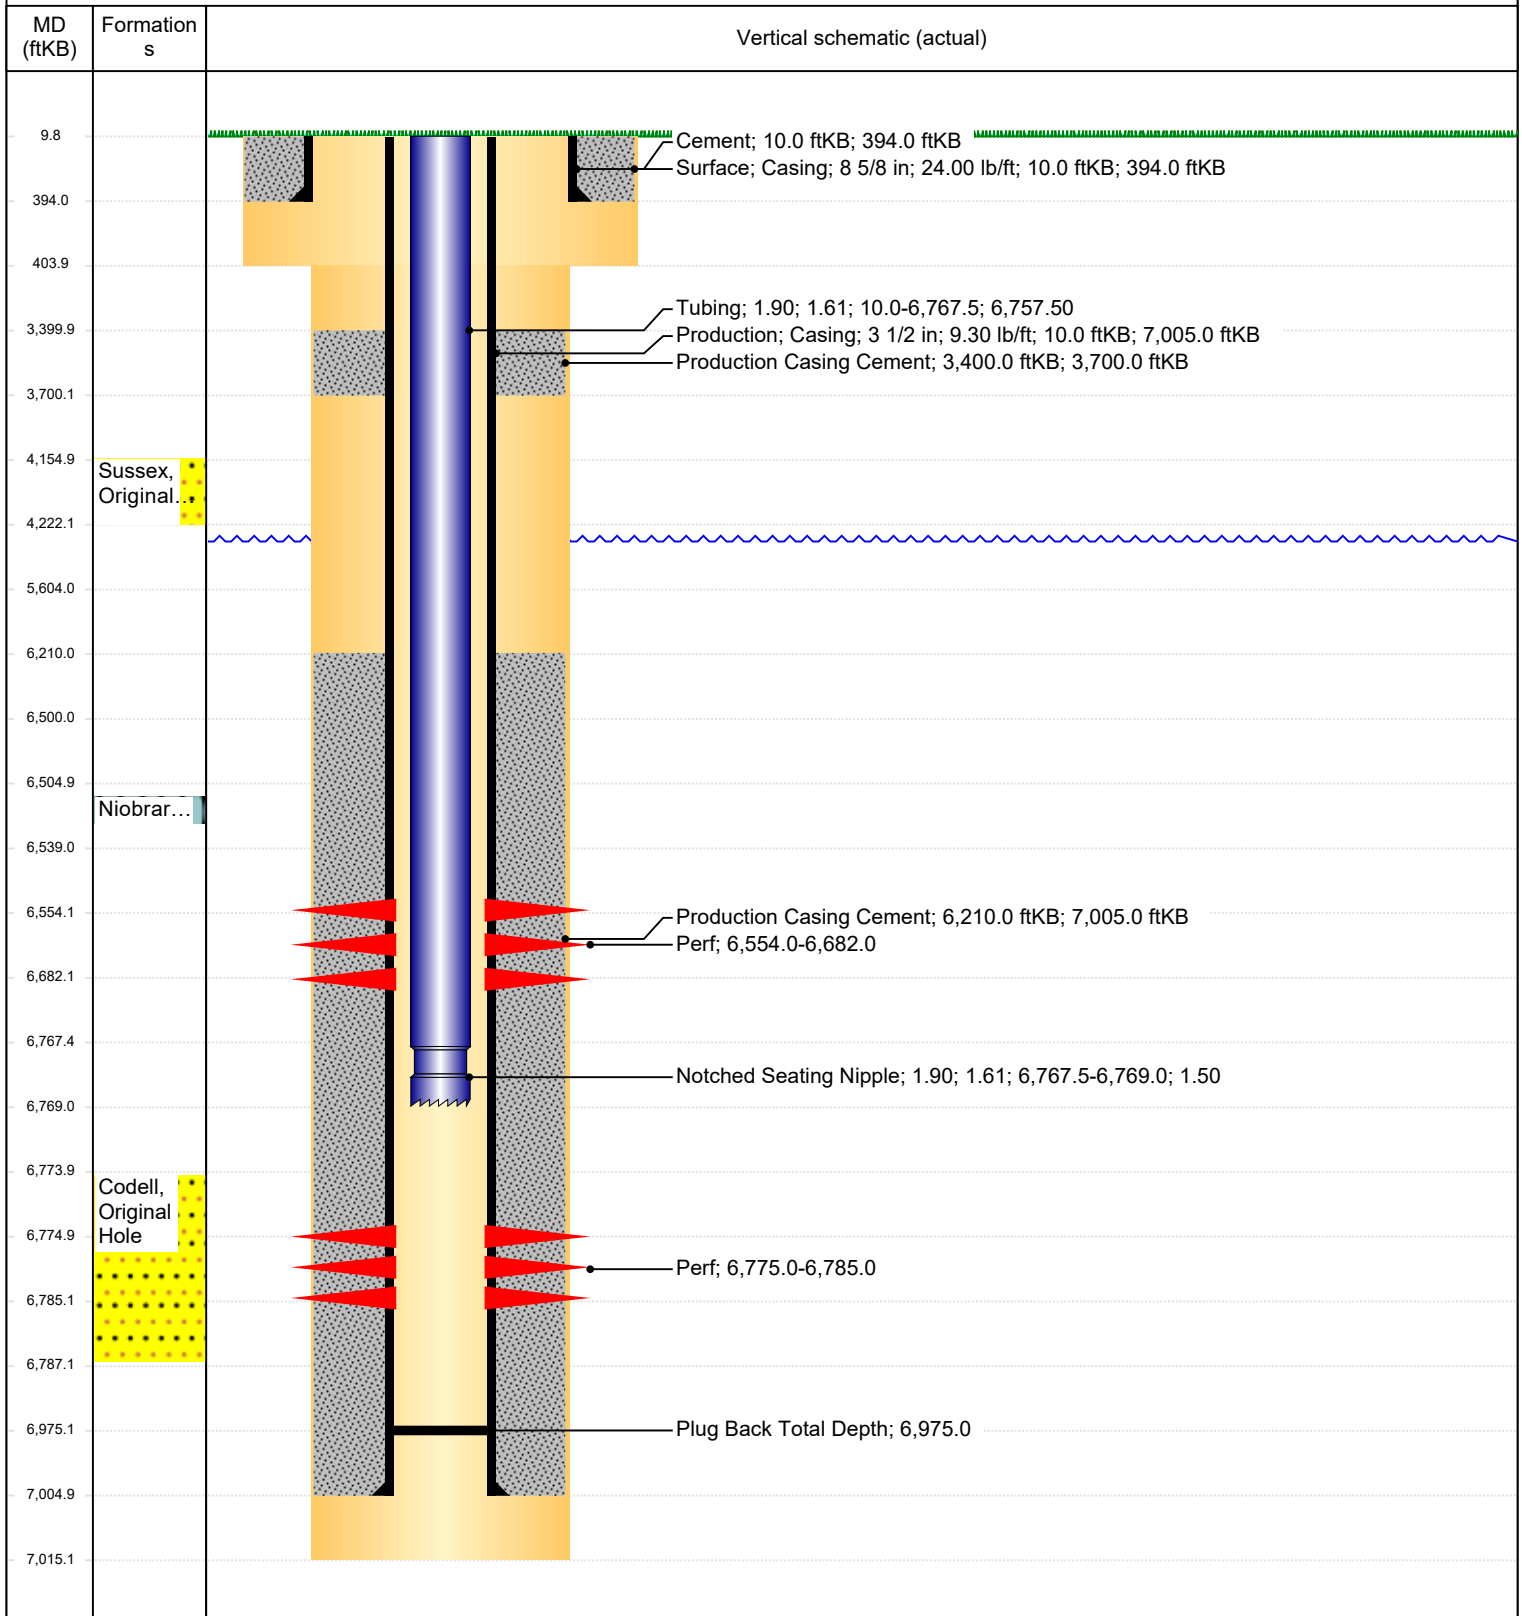 MD
(ftKB)
Formation
s
Vertical schematic (actual)
9.8
Cement; 10.0 ftKB; 394.0 ftKB
Surface; Casing; 8 5/8 in; 24.00 lb/ft; 10.0 ftKB; 394.0 ftKB
394.0
403.9
Tubing; 1.90; 1.61; 10.0-6,767.5; 6,757.50
3,399.9
Production; Casing; 3 1/2 in; 9.30 lb/ft; 10.0 ftKB; 7,005.0 ftKB
Production Casing Cement; 3,400.0 ftKB; 3,700.0 ftKB
3,700.1
4,154.9
Sussex,
Original...
4,222.1
5,604.0
6,210.0
6,500.0
6,504.9
Niobrar...
6,539.0
6,554.1
Production Casing Cement; 6,210.0 ftKB; 7,005.0 ftKB
Perf; 6,554.0-6,682.0
6,682.1
6,767.4
Notched Seating Nipple; 1.90; 1.61; 6,767.5-6,769.0; 1.50
6,769.0
6,773.9
Codell,
Original
Hole
6,774.9
Perf; 6,775.0-6,785.0
6,785.1
6,787.1
6,975.1
Plug Back Total Depth; 6,975.0
7,004.9
7,015.1